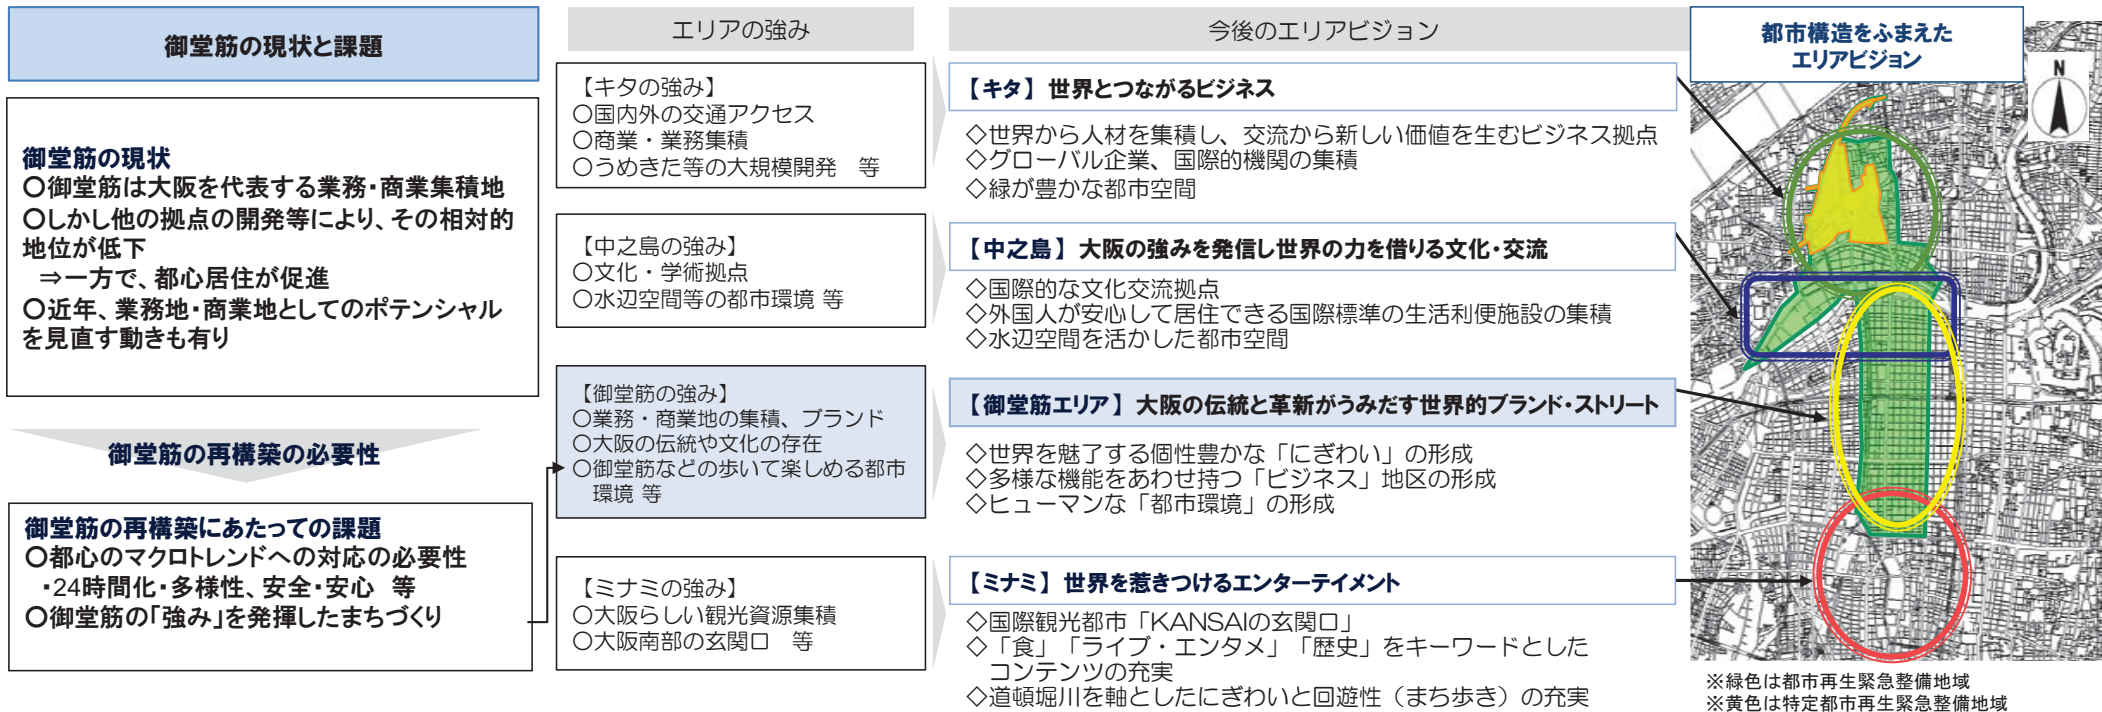 御堂筋の現状と課題
御堂筋の現状
○御堂筋は大阪を代表する業務・商業集積地
○しかし他の拠点の開発等により、その相対的
地位が低下
⇒一方で、都心居住が促進
○近年、業務地・商業地としてのポテンシャル
を見直す動きも有り
御堂筋の再構築の必要性
御堂筋の再構築にあたっての課題
○都心のマクロトレンドへの対応の必要性
・24時間化・多様性、安全・安心 等
○御堂筋の「強み」を発揮したまちづくり
エリアの強み
【キタの強み】
○国内外の交通アクセス
○商業・業務集積
○うめきた等の大規模開発 等
【中之島の強み】
○文化・学術拠点
○水辺空間等の都市環境 等
【御堂筋の強み】
○業務・商業地の集積、ブランド
○大阪の伝統や文化の存在
○御堂筋などの歩いて楽しめる都市
環境 等
【ミナミの強み】
○大阪らしい観光資源集積
○大阪南部の玄関口 等
今後のエリアビジョン
【キタ】世界とつながるビジネス
◇世界から人材を集積し、交流から新しい価値を生むビジネス拠点
◇グローバル企業、国際的機関の集積
◇緑が豊かな都市空間
【中之島】大阪の強みを発信し世界の力を借りる文化・交流
◇国際的な文化交流拠点
◇外国人が安心して居住できる国際標準の生活利便施設の集積
◇水辺空間を活かした都市空間
【御堂筋エリア】大阪の伝統と革新がうみだす世界的ブランド・ストリート
◇世界を魅了する個性豊かな「にぎわい」の形成
◇多様な機能をあわせ持つ「ビジネス」地区の形成
◇ヒューマンな「都市環境」の形成
【ミナミ】世界を惹きつけるエンターテイメント
◇国際観光都市「KANSAIの玄関口」
◇「食」「ライブ・エンタメ」「歴史」をキーワードとした
コンテンツの充実
◇道頓堀川を軸としたにぎわいと回遊性（まち歩き）の充実
都市構造をふまえた
エリアビジョン
N
※緑色は都市再生緊急整備地域
※黄色は特定都市再生緊急整備地域